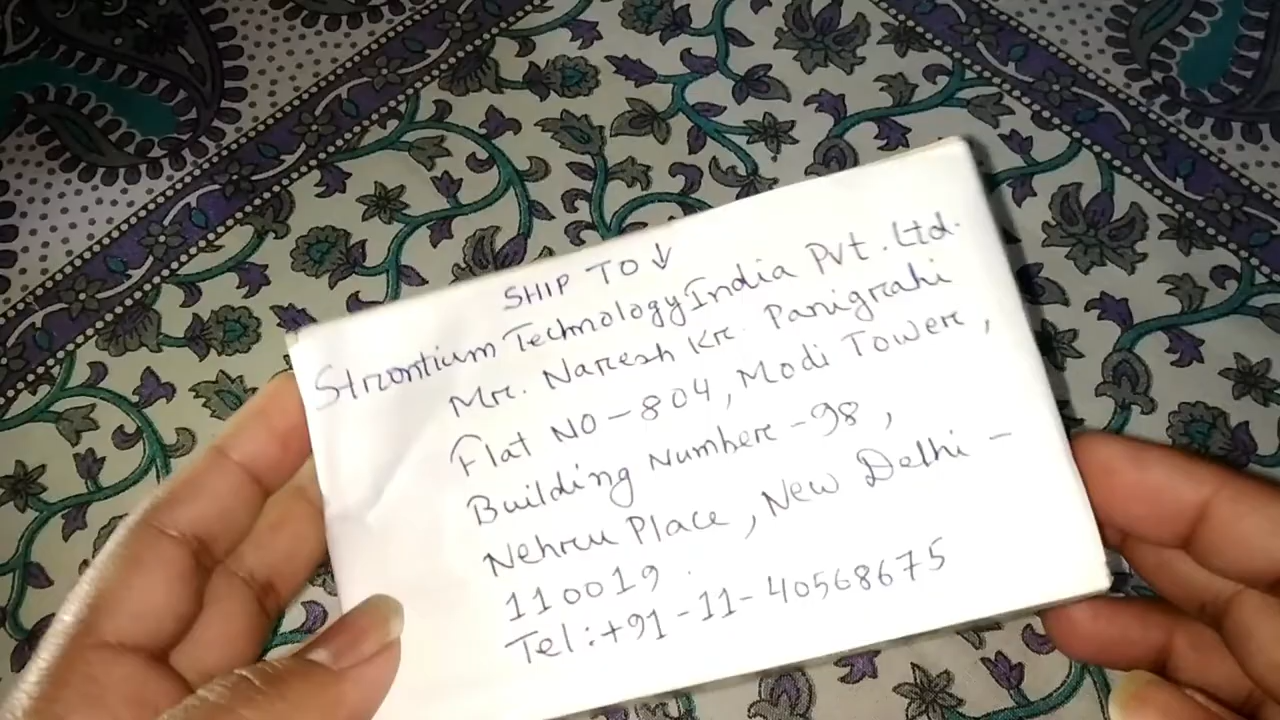 SHIP TO ↓
Strontium Technology India Pvt. Ltd.
Mr. Naresh Kr. Panigrahi
Flat NO-804, Modi Tower,
Building Number-98,
Nehru Place, New Delhi -
110019.
Tel:+91-11-40568675